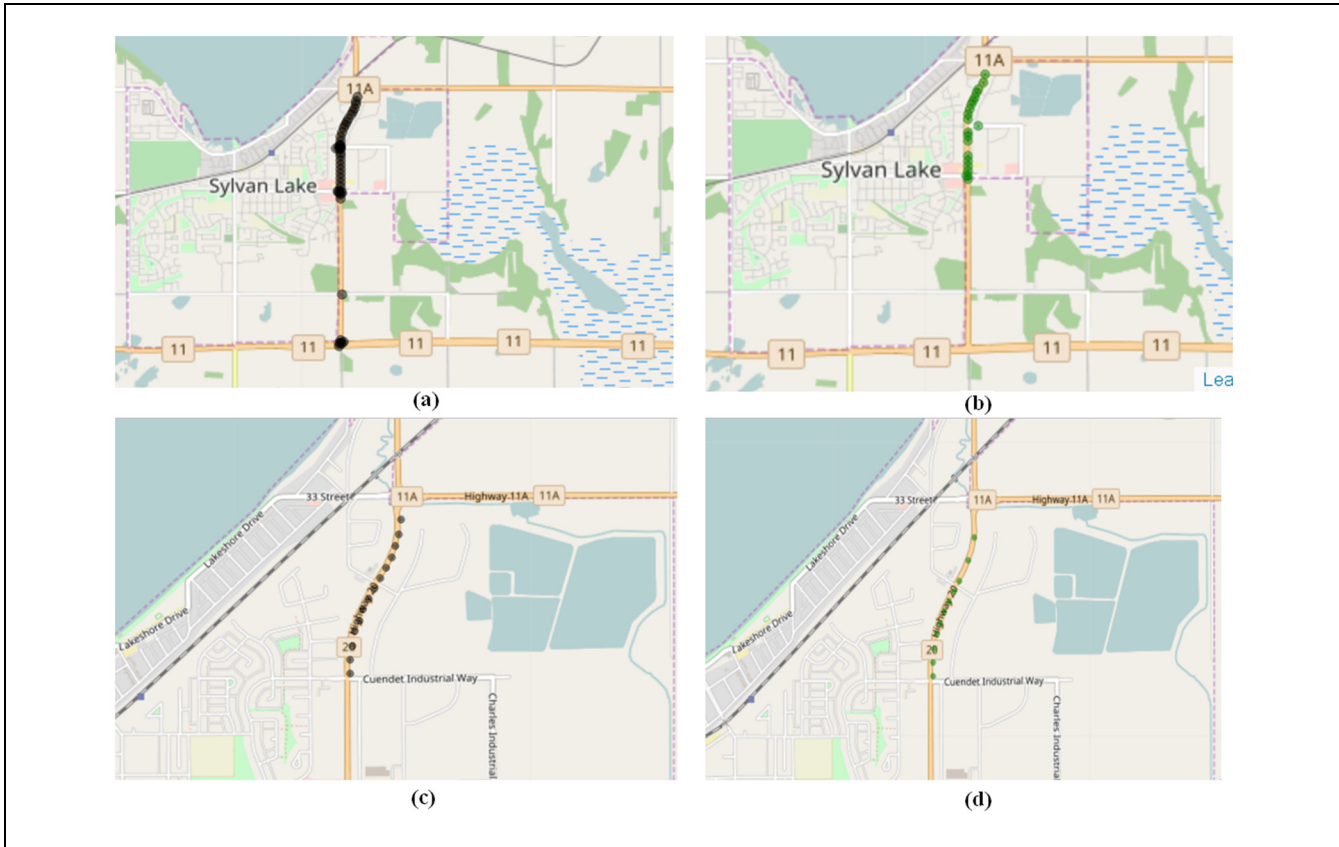 11A
Sylvan Lake
11
11
11
11
11
(a)
11A
Sylvan Lake
11
11
11
11
Lea
(b)
33 Street
11A
Highway 11A
11A
Lakeshore Drive
Lakeshore Drive
20
Cuendet Industrial Way
Charles Industrial
(c)
33 Street
11A
Highway 11A
11A
Lakeshore Drive
Lakeshore Drive
Highway 20
20
Cuendet Industrial Way
Charles Industrial
(d)